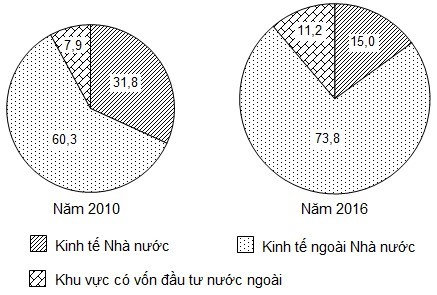 7,9
31,8
60,3
11,2
15,0
73,8
Năm 2010
Năm 2016
Kinh tế Nhà nước
Kinh tế ngoài Nhà nước
Khu vực có vốn đầu tư nước ngoài